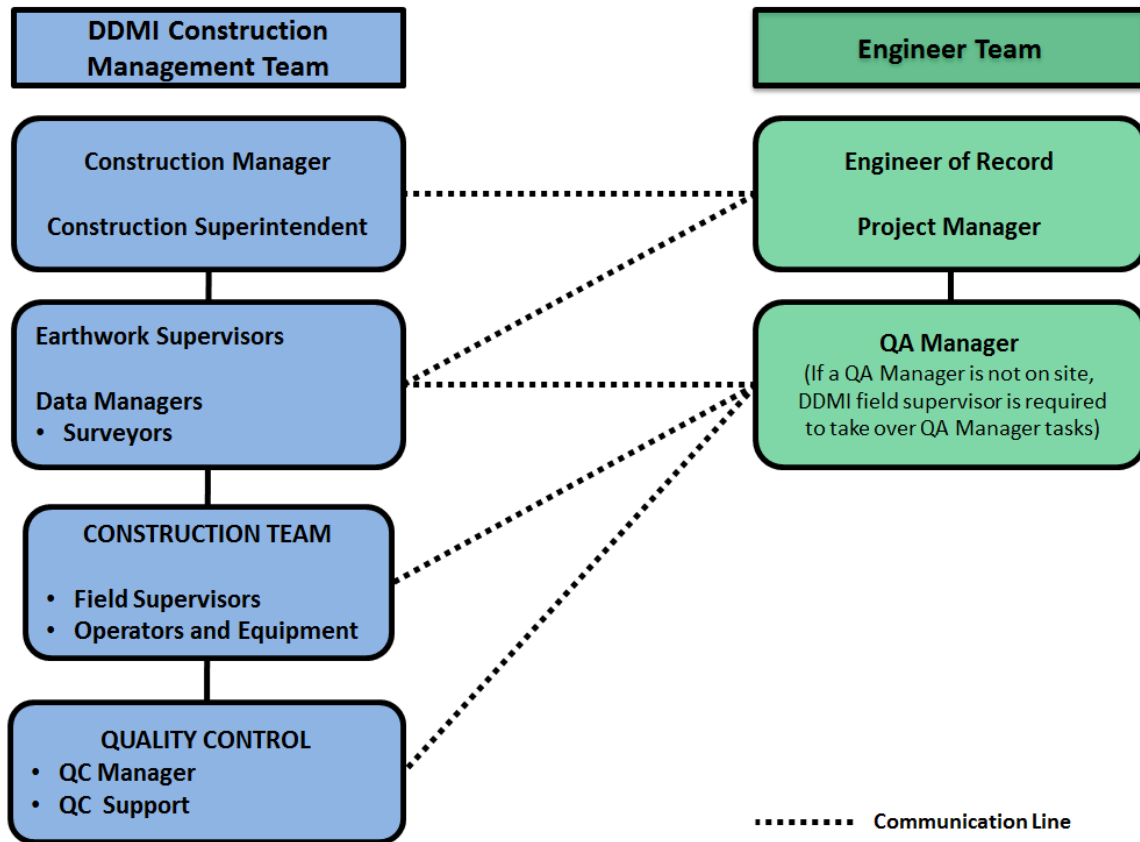 DDMI Construction
Management Team
Engineer Team
Construction Manager
Construction Superintendent
Engineer of Record
Project Manager
Earthwork Supervisors
Data Managers
• Surveyors
QA Manager
(If a QA Manager is not on site,
DDMI field supervisor is required
to take over QA Manager tasks)
CONSTRUCTION TEAM
• Field Supervisors
• Operators and Equipment
QUALITY CONTROL
• QC Manager
• QC Support
Communication Line